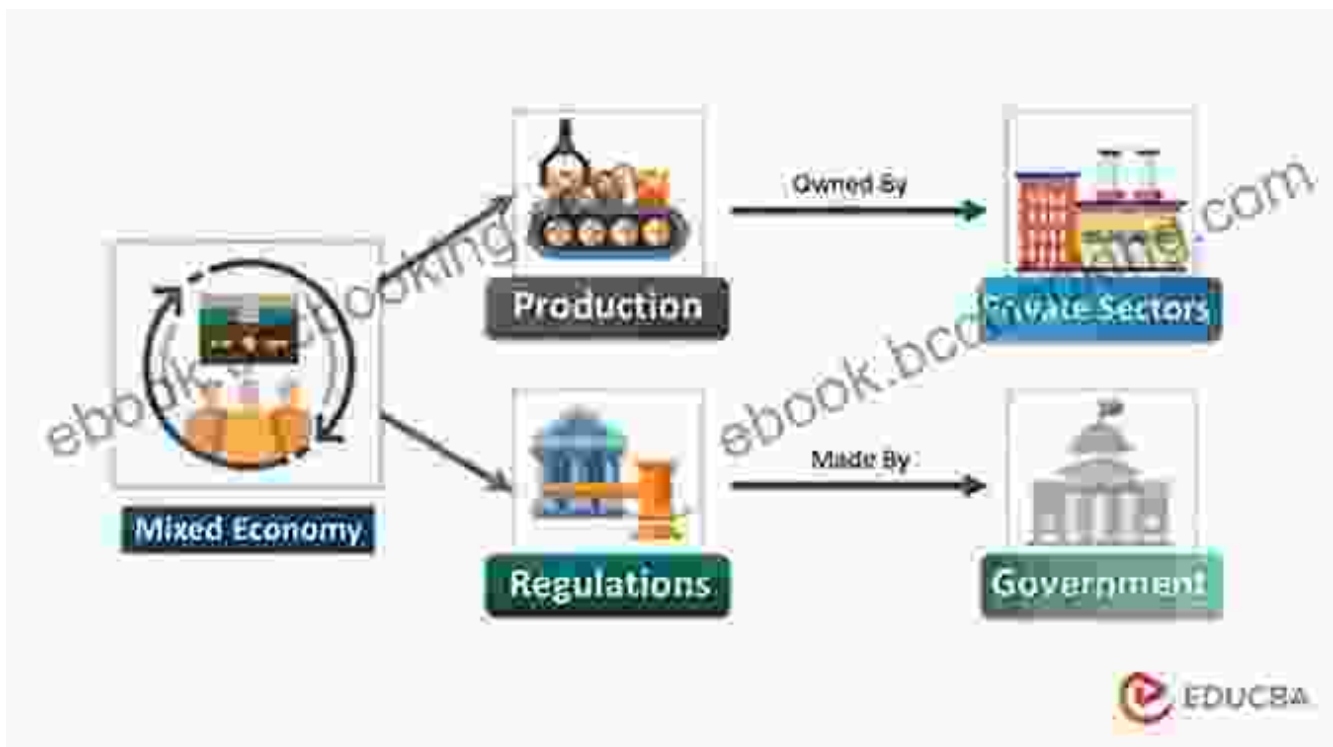 Owned By
Production
Private Sectors
Made By
Mixed Economy
Regulations
Government
EDUCBA